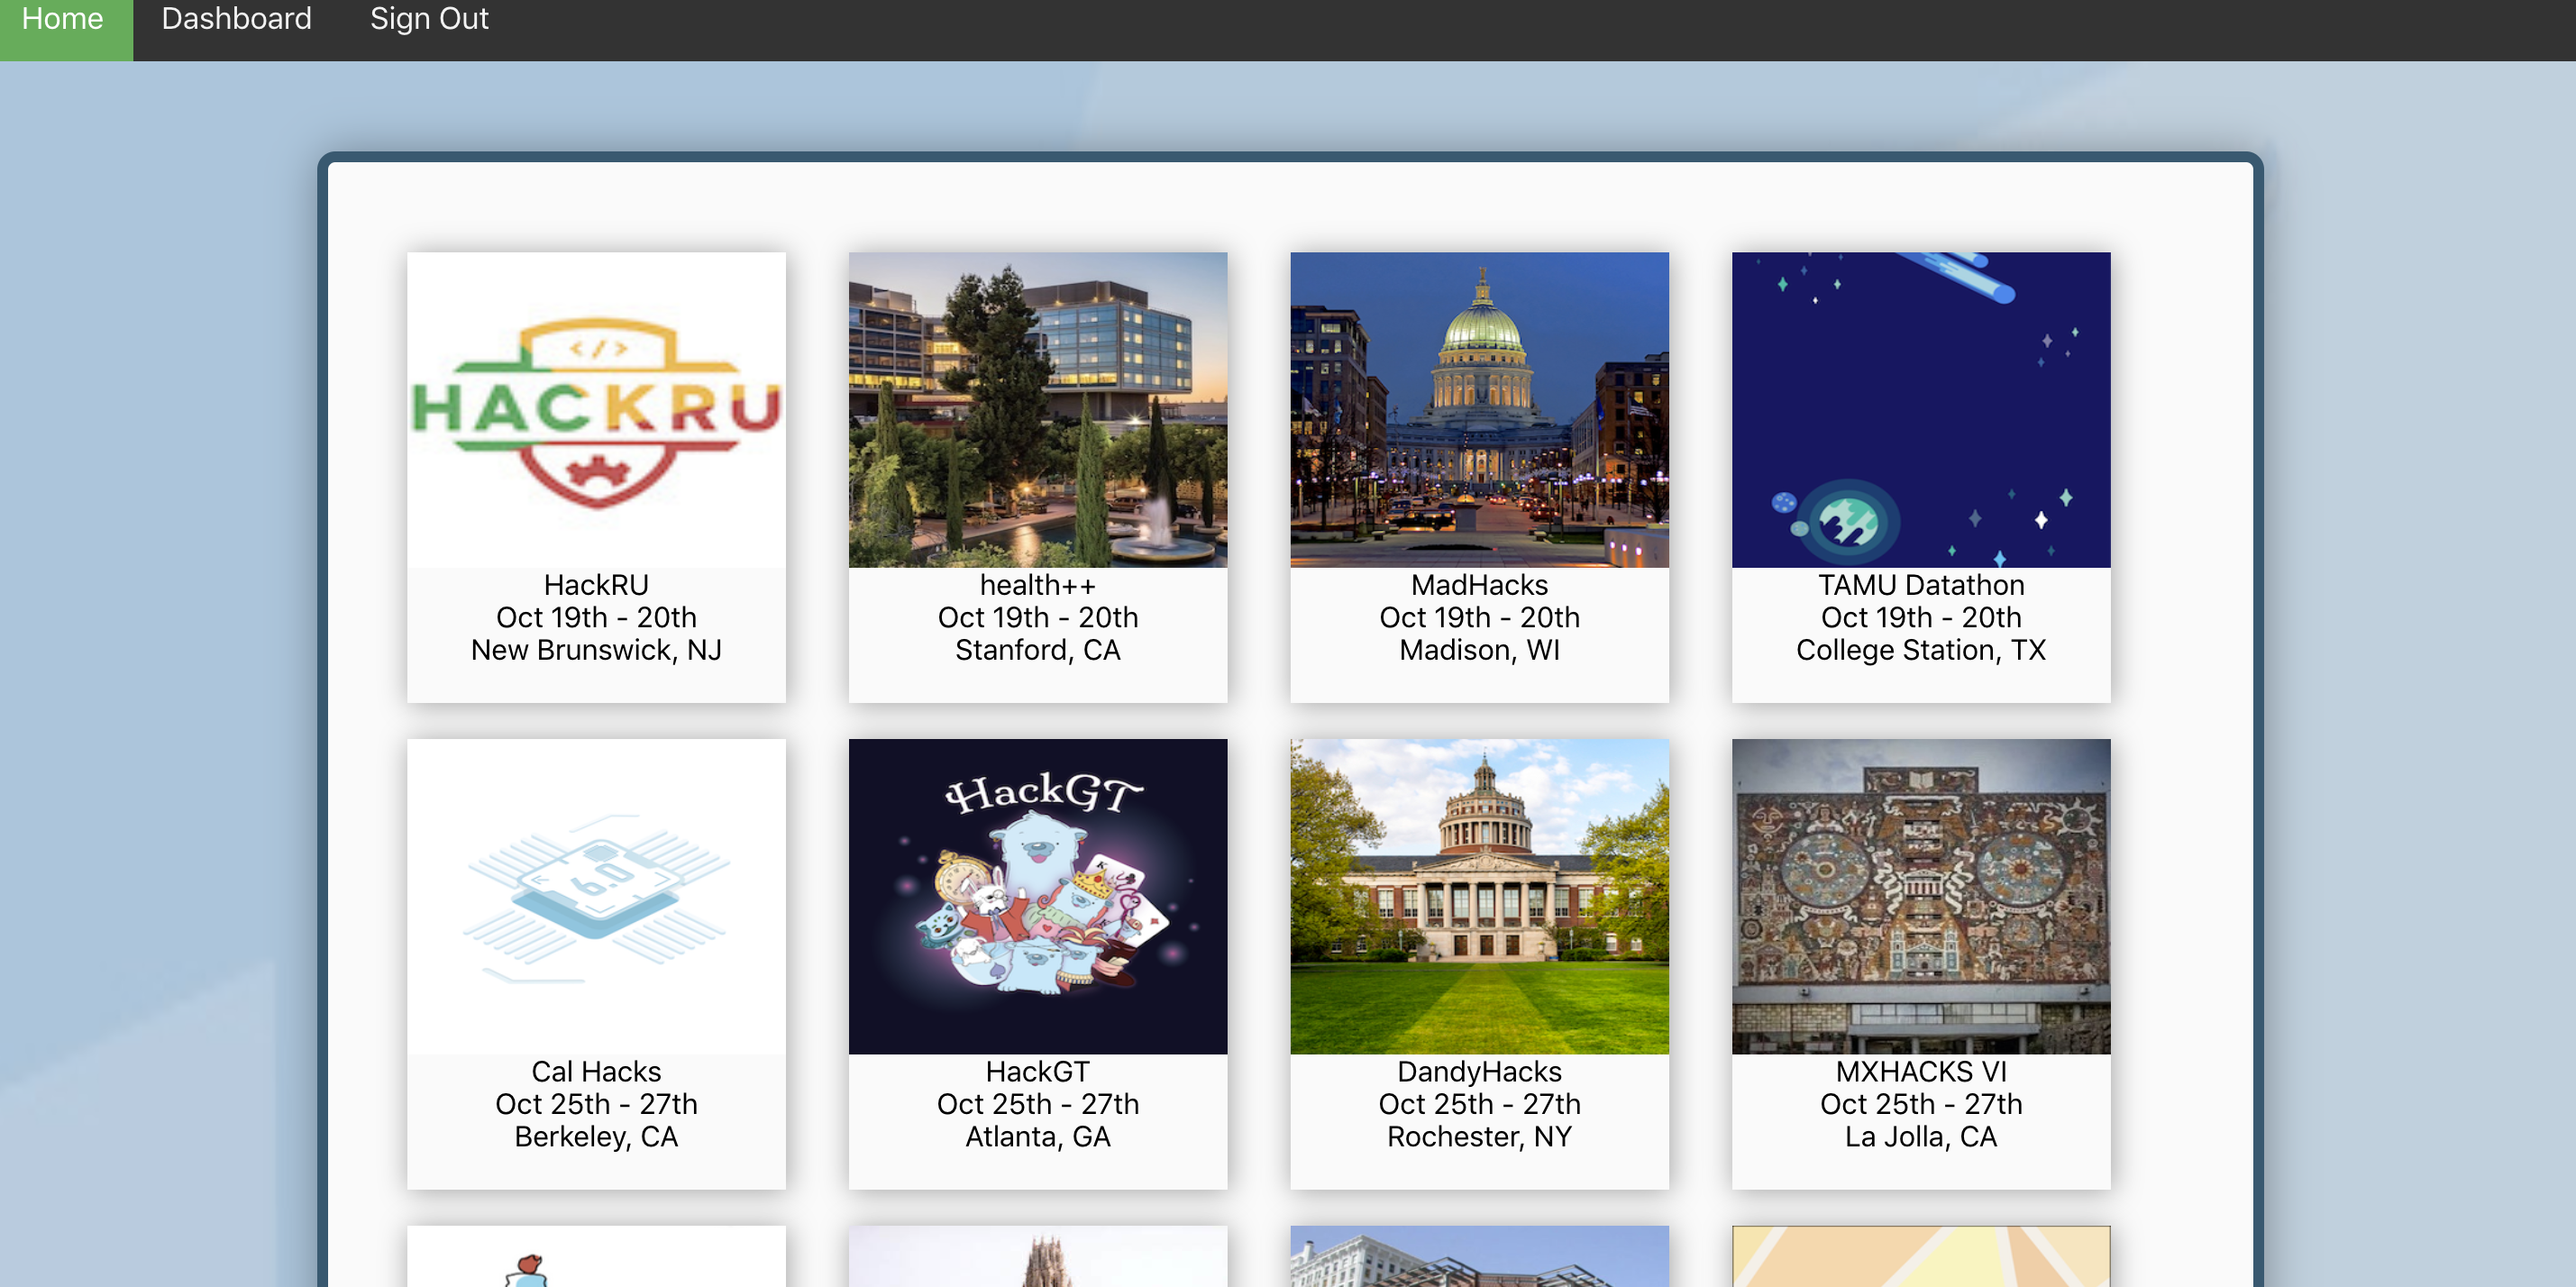 Home Dashboard Sign Out
</>
HACKRU
HackRU
Oct 19th - 20th
New Brunswick, NJ
health++
Oct 19th - 20th
Stanford, CA
MadHacks
Oct 19th - 20th
Madison, WI
TAMU Datathon
Oct 19th - 20th
College Station, TX
6.0
Cal Hacks
Oct 25th - 27th
Berkeley, CA
HackGT
K
HackGT
Oct 25th - 27th
Atlanta, GA
DandyHacks
Oct 25th - 27th
Rochester, NY
MXHACKS VI
Oct 25th - 27th
La Jolla, CA